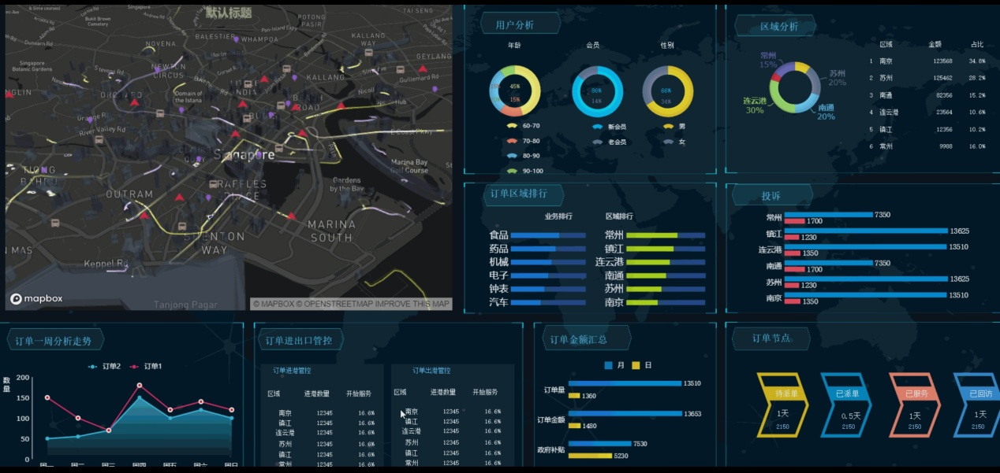 默认标题
Singapore
Botanic Gardens
Bukit Brown
Cemetery
NOVENA
BALESTIER
WHAMPOA
POTONG
PASIR
TAI SENG
Pan-Island Expy
KALLANG
WAY
GEYLANG
NEWTON
CIRCUS
KALLANG
Guillemard Rd
Stevens Rd
ORCHARD
Domain of
the Istana
LITTLE
INDIA
BUGIS
BEACH
ROAD
Nicoll
Grange Rd
River Valley Rd
E Coast Pkwy
Singapore
Marina Bay
Golf Course
TIONG
BAHRU
OUTRAM
RAFFLES
PLACE
Gardens
by the Bay
MARINA
SOUTH
SHENTON
WAY
Keppel Rd
Tanjong Pagar
mapbox
© MAPBOX © OPENSTREETMAP IMPROVE THIS MAP
用户分析
年龄
会员
性别
45%
15%
86%
14%
66%
34%
60-70
70-80
80-90
90-100
新会员
老会员
男
女
区域分析
常州
15%
苏州
20%
连云港
30%
南通
20%
区域 金额 占比
1 南京 123568 34.8%
2 苏州 125462 28.2%
3 南通 82356 15.2%
4 连云港 23564 10.6%
5 镇江 12356 10.2%
6 常州 9988 16.0%
订单区域排行
业务排行 区域排行
食品 常州
药品 镇江
机械 连云港
电子 南通
钟表 苏州
汽车 南京
投诉
常州 7350
1700
镇江 13625
1230
连云港 13510
1350
南通 7350
1700
苏州 13625
1230
南京 13510
1350
订单一周分析走势
订单2 订单1
数量
200
150
100
50
0
周一 周二 周三 周四 周五 周六 周日
订单进出口管控
订单进港管控
区域 进港数量 开始服务
南京 12345 16.6%
镇江 12345 16.6%
连云港 12345 16.6%
苏州 12345 16.6%
镇江 12345 16.6%
常州 12345 16.6%
订单出港管控
区域 进港数量 开始服务
南京 12345 16.6%
镇江 12345 16.6%
连云港 12345 16.6%
苏州 12345 16.6%
镇江 12345 16.6%
常州 12345 16.6%
订单金额汇总
月 日
订单量 13510
1360
订单金额 13653
1480
政府补贴 7530
5230
订单节点
待派单
1天
2150
已派单
0.5天
2150
已服务
1天
2150
已回访
1天
2150